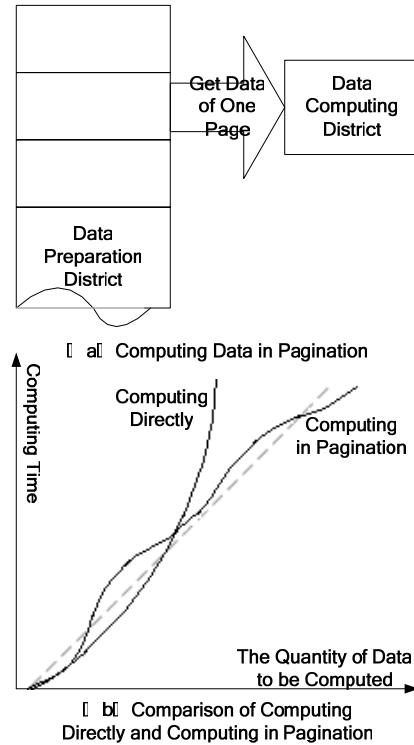 Get Data
of One
Page
Data
Computing
District
Data
Preparation
District
a Computing Data in Pagination
Computing Time
Computing
Directly
Computing
in Pagination
The Quantity of Data
to be Computed
b Comparison of Computing
Directly and Computing in Pagination